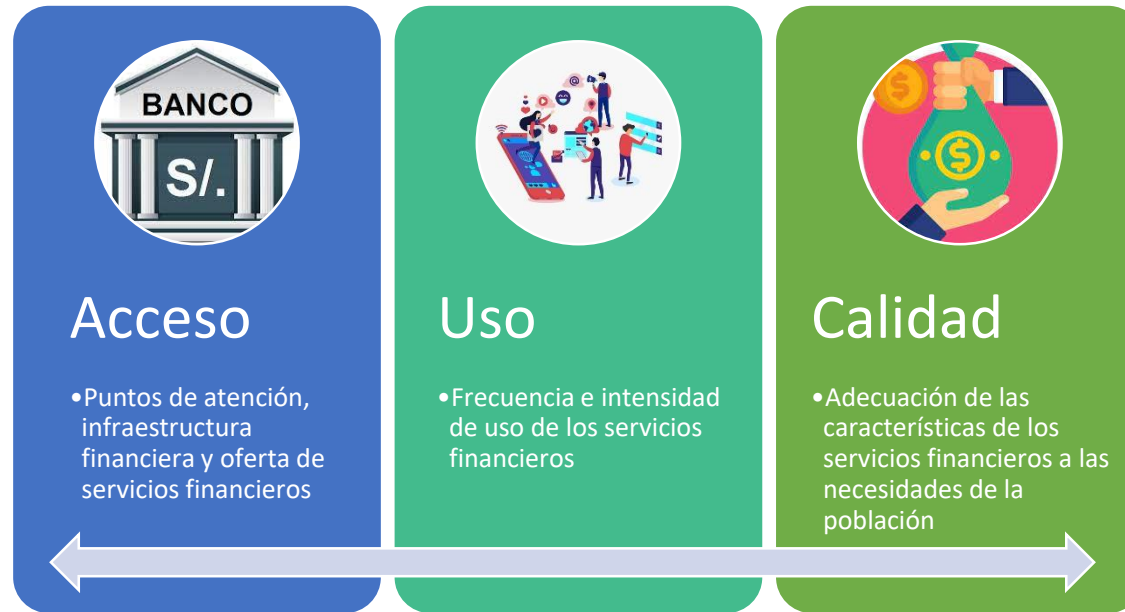 BANCO
S/.
Acceso
•Puntos de atención,
infraestructura
financiera y oferta de
servicios financieros
Uso
•Frecuencia e intensidad
de uso de los servicios
financieros
Calidad
$
$
•Adecuación de las
características de los
servicios financieros a las
necesidades de la
población